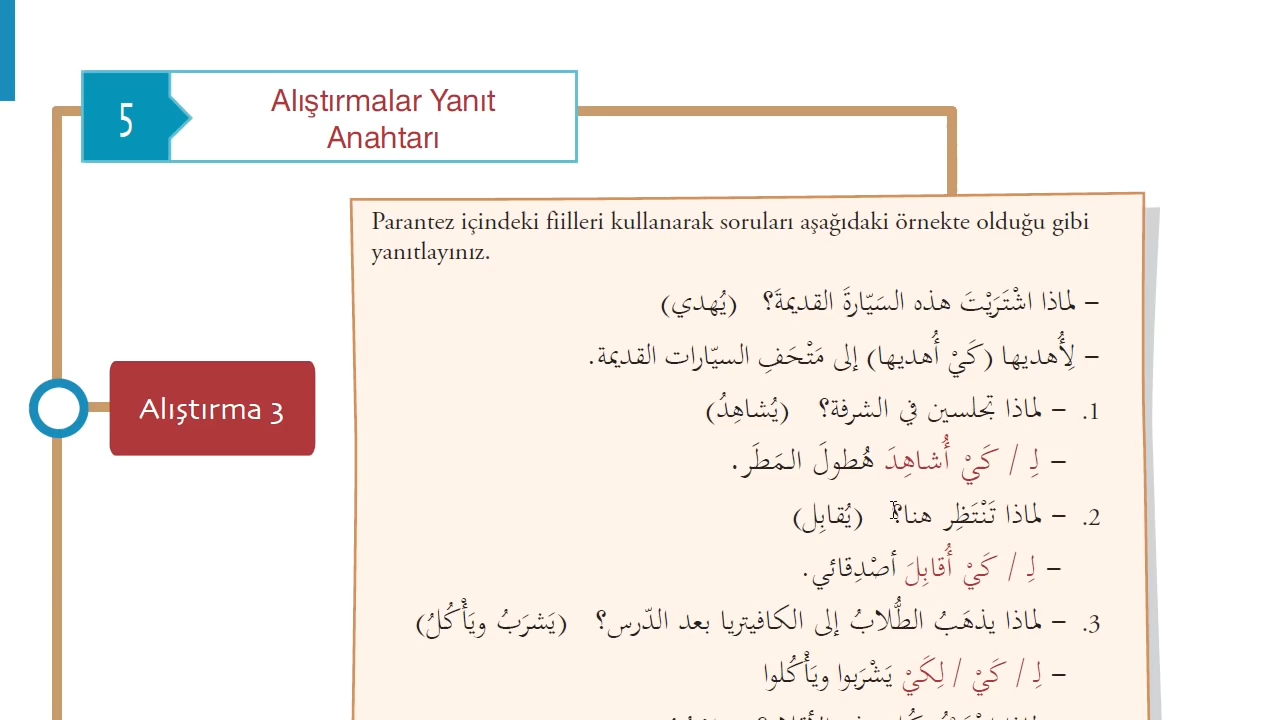 5
Alıştırmalar Yanıt
Anahtarı
Parantez içindeki fiilleri kullanarak soruları aşağıdaki örnekte olduğu gibi
yanıtlayınız.
– لماذا اشْتَرَيْتَ هذه السَيّارةَ القديمةَ؟ (يُهدي)
– لِأُهديها (كَيْ أُهديها) إلى مَتْحَفِ السيّارات القديمة.
Alıştırma 3
1. – لماذا تجلسين في الشرفة؟ (يُشاهِدُ)
– لِـ / كَيْ أُشاهِدَ هُطولَ المَطَر.
2. – لماذا تَنْتَظِر هنا؟ (يُقابِل)
– لِـ / كَيْ أُقابِلَ أصْدِقائي.
3. – لماذا يذهَبُ الطُّلابُ إلى الكافيتريا بعد الدّرس؟ (يَشرَبُ ويَأْكُلُ)
– لِـ / كَيْ / لِكَيْ يَشْرَبوا ويَأْكُلوا